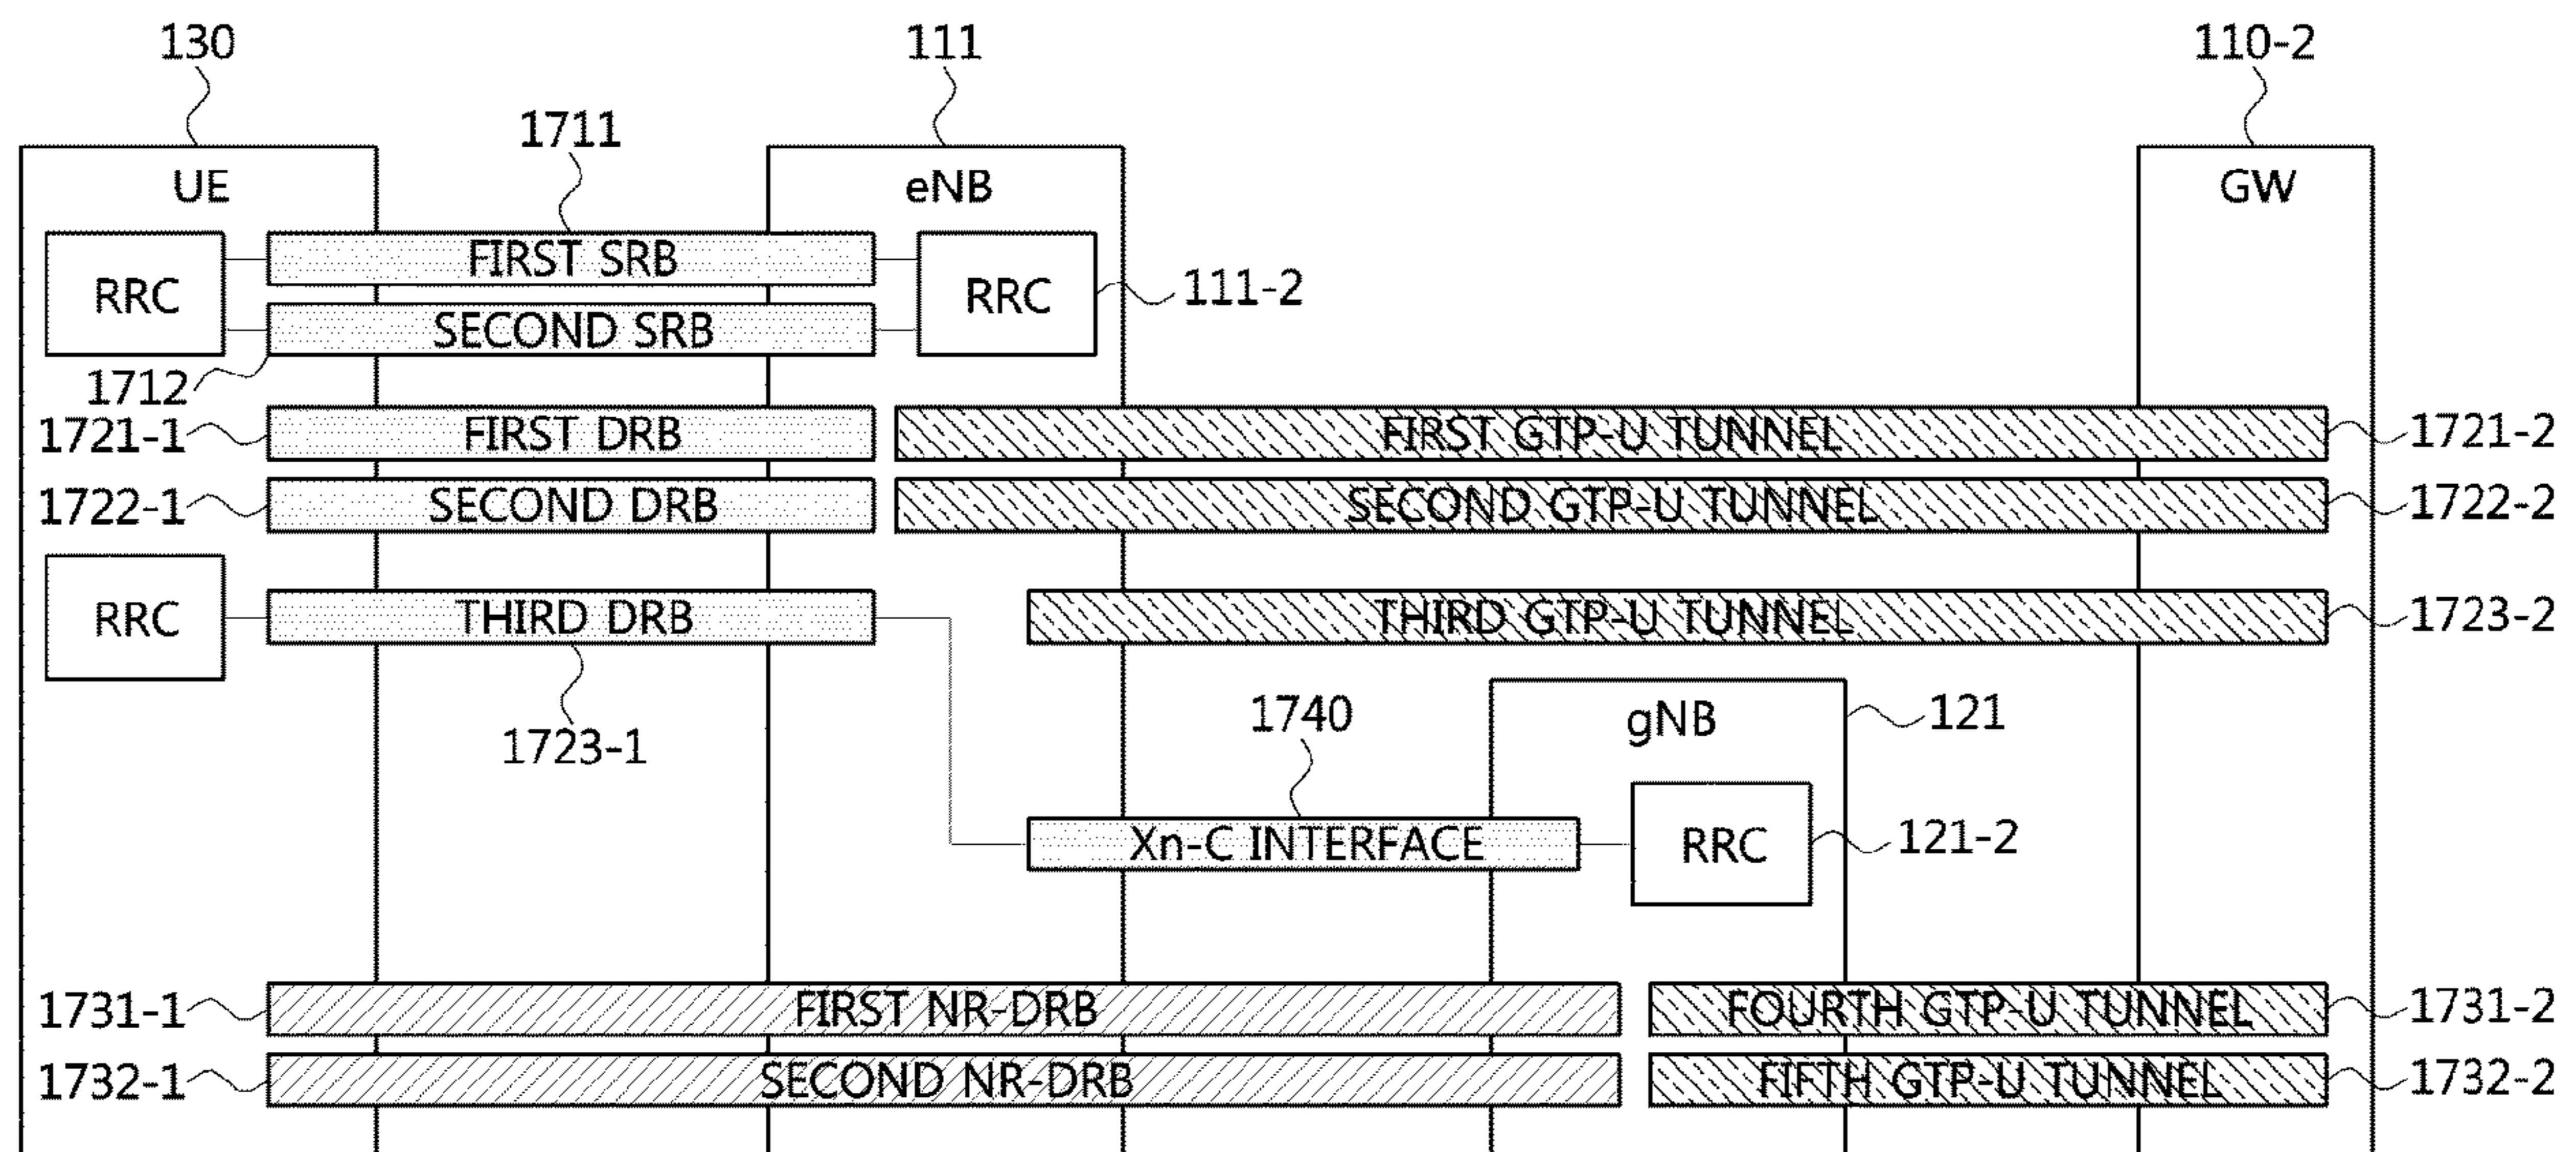 130
111
110-2
1711
UE
eNB
GW
FIRST SRB
RRC
RRC
111-2
SECOND SRB
1712
1721-1
FIRST DRB
FIRST GTP-U TUNNEL
1721-2
1722-1
SECOND DRB
SECOND GTP-U TUNNEL
1722-2
RRC
THIRD DRB
THIRD GTP-U TUNNEL
1723-2
1723-1
1740
gNB
121
Xn-C INTERFACE
RRC
121-2
1731-1
FIRST NR-DRB
FOURTH GTP-U TUNNEL
1731-2
1732-1
SECOND NR-DRB
FIFTH GTP-U TUNNEL
1732-2